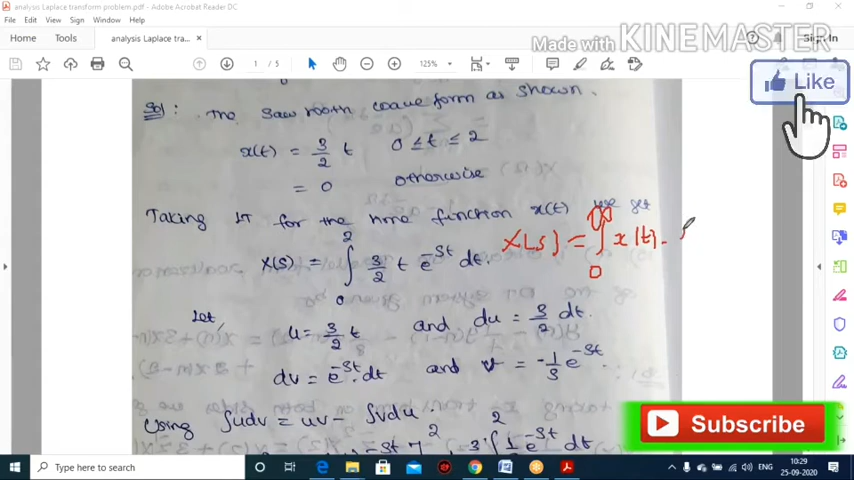 analysis Laplace transform problem.pdf - Adobe Acrobat Reader DC
File Edit View Sign Window Help
Made with KINEMASTER
Home Tools analysis Laplace tra... × Sign In
1 / 5 125%
Like
Sol: The saw tooth wave form as shown.
x(t) = 3/2 t 0 ≤ t ≤ 2
= 0 otherwise
Taking LT for the time function x(t) we get
X(s) = ∫₀² 3/2 t e^-st dt. X(s) = ∫₀^∞ x(t).
Let,
u = 3/2 t and du = 3/2 dt.
dv = e^-st.dt and v = -1/s e^-st
Using ∫udv = uv - ∫vdu.
Subscribe
Type here to search
ENG
10:29
25-09-2020